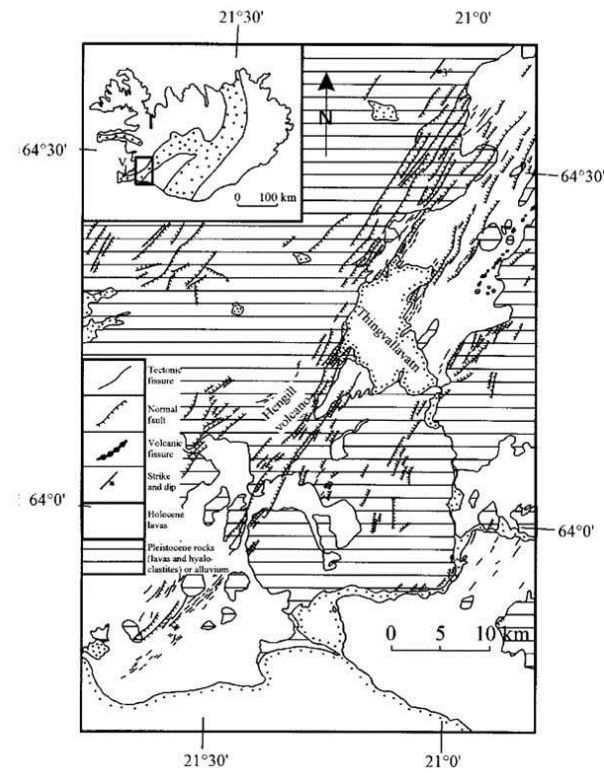 21°30'
21°0'
64°30'
N
V
0 100 km
3°
64°30'
Thingvallavatn
Hengill
volcano
Tectonic
fissure
Normal
fault
Volcanic
fissure
Strike
and dip
Holocene
lavas
Pleistocene rocks
(lavas and hyalo-
clastites) or alluvium
64°0'
64°0'
0 5 10 km
21°30'
21°0'